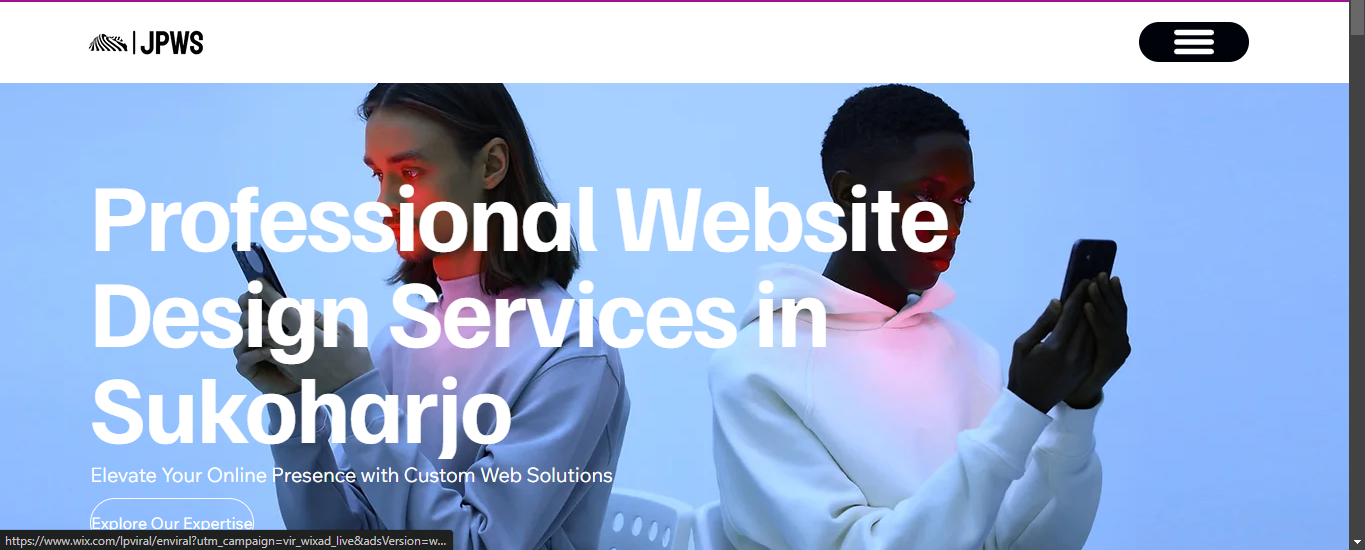 JPWS
Professional Website
Design Services in
Sukoharjo
Elevate Your Online Presence with Custom Web Solutions
Explore Our Expertise
https://www.wix.com/lpviral/enviral?utm_campaign=vir_wixad_live&adsVersion=w...